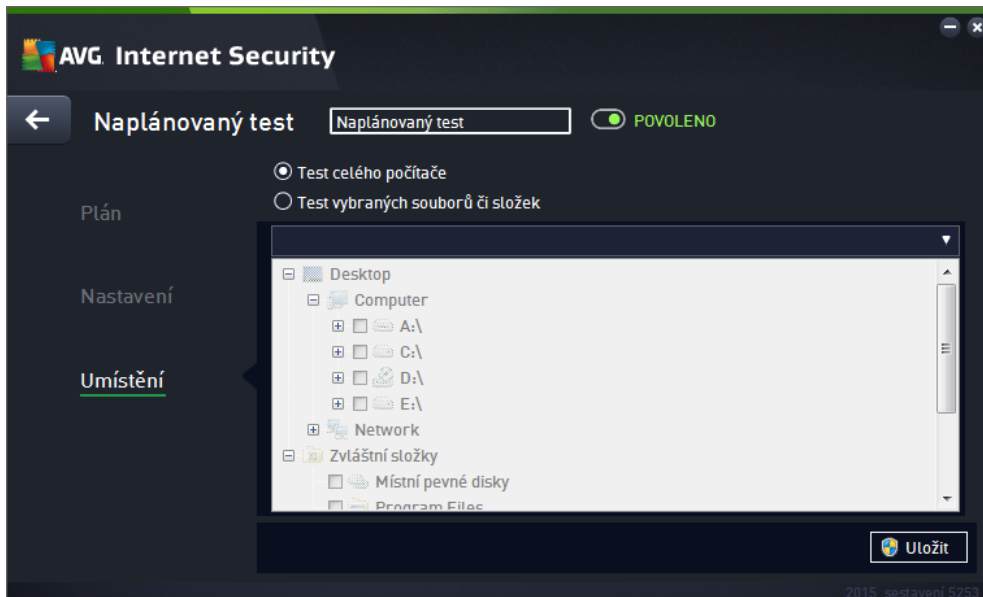 AVG. Internet Security
Naplánovaný test
Naplánovaný test
POVOLENO
Test celého počítače
Test vybraných souborů či složek
Plán
Nastavení
Umístění
Desktop
Computer
A:\
C:\
D:\
E:\
Network
Zvláštní složky
Místní pevné disky
Program Files
Uložit
2015 sestavení 5253